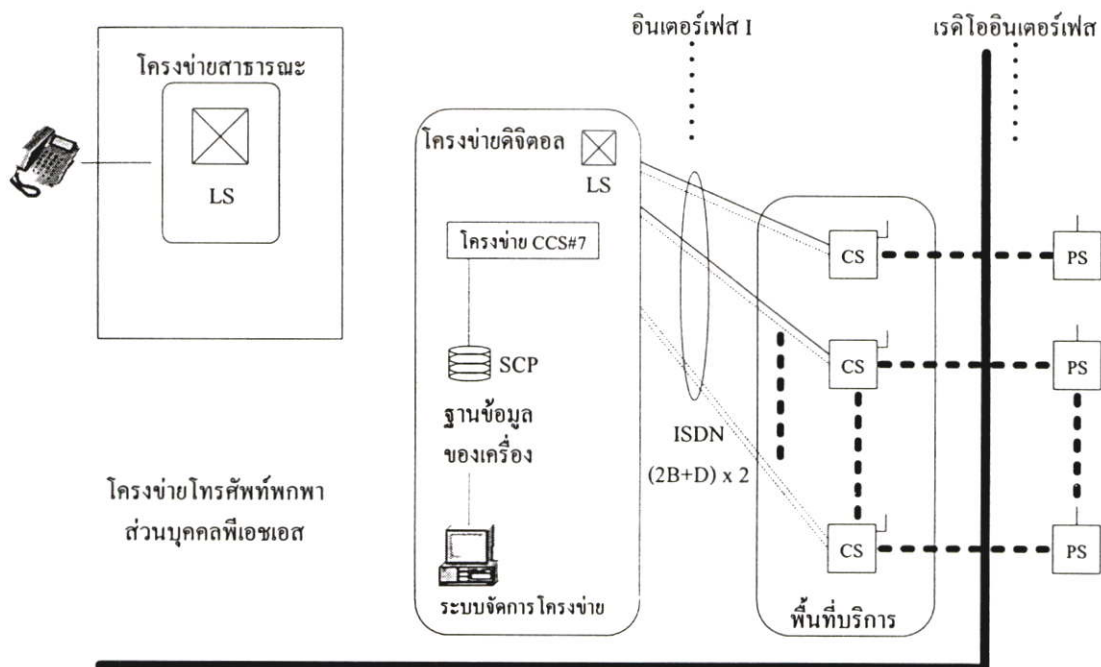 อินเตอร์เฟส I
เรดิโออินเตอร์เฟส
โครงข่ายสาธารณะ
LS
โครงข่ายดิจิตอล
LS
โครงข่าย CCS#7
SCP
ฐานข้อมูล
ของเครื่อง
ระบบจัดการโครงข่าย
ISDN
(2B+D) x 2
CS
PS
CS
PS
CS
PS
พื้นที่บริการ
โครงข่ายโทรศัพท์พกพา
ส่วนบุคคลพีเอชเอส